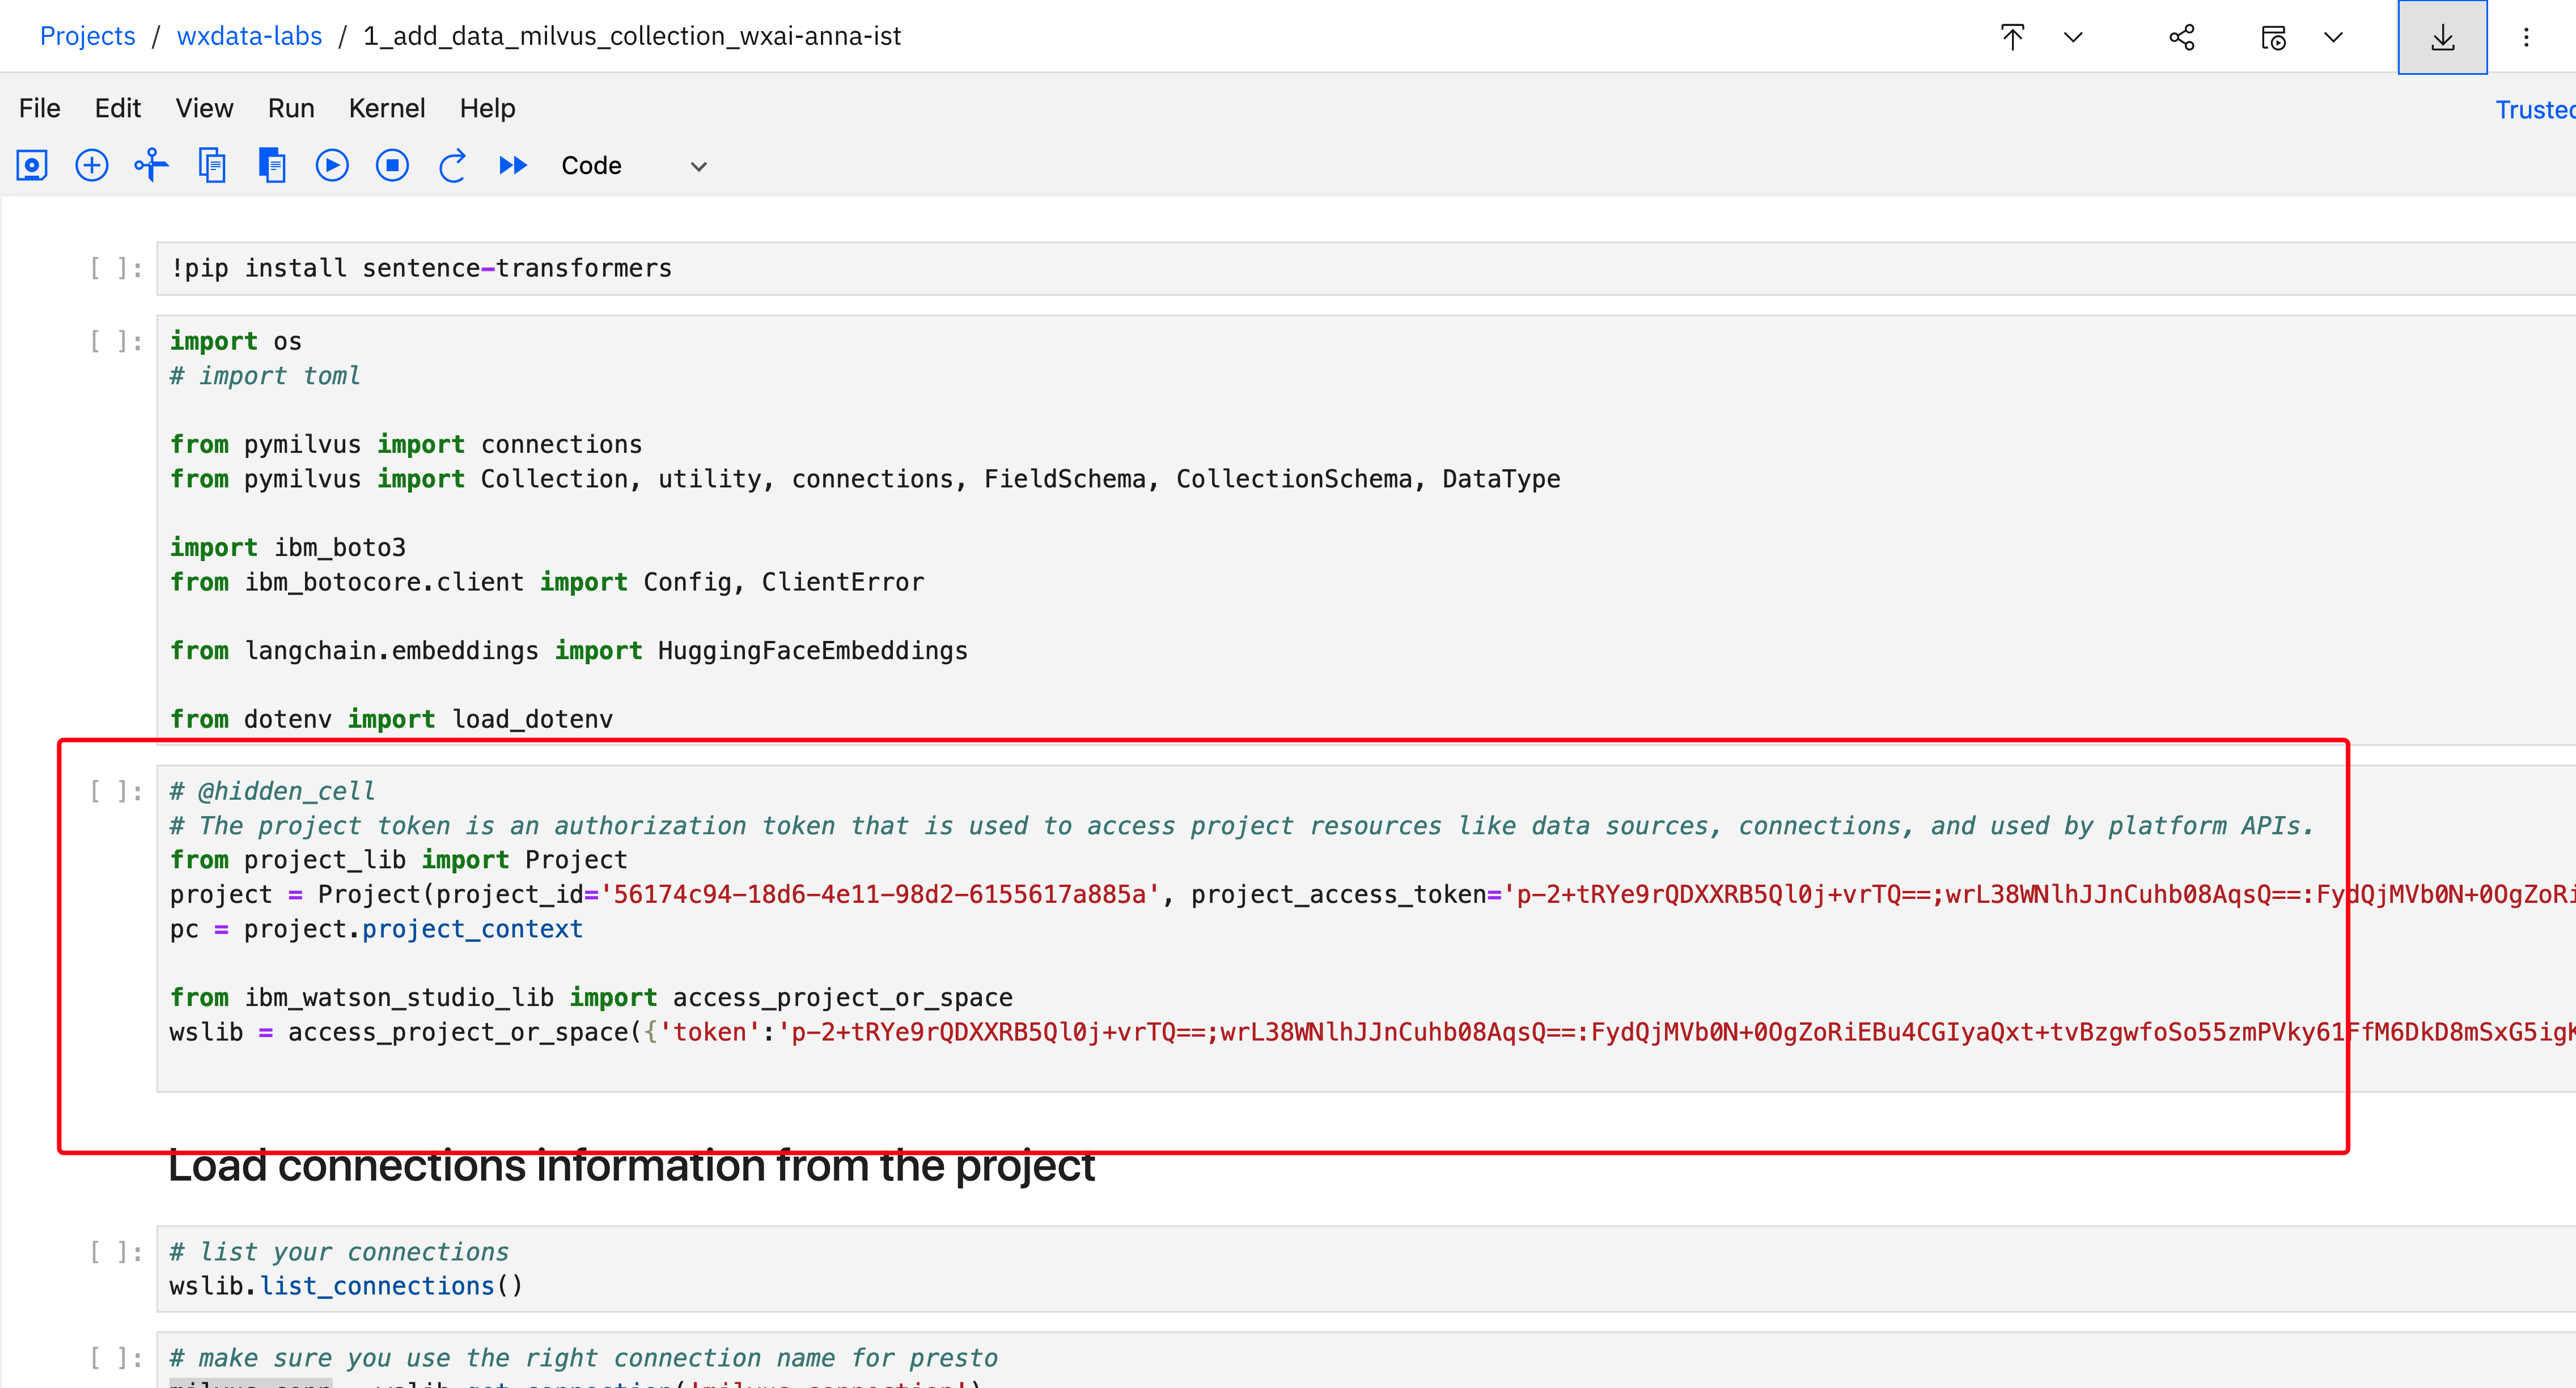 Projects / wxdata-labs / 1_add_data_milvus_collection_wxai-anna-ist
File Edit View Run Kernel Help
Trusted
Code
[ ]: !pip install sentence-transformers
[ ]: import os
# import toml
from pymilvus import connections
from pymilvus import Collection, utility, connections, FieldSchema, CollectionSchema, DataType
import ibm_boto3
from ibm_botocore.client import Config, ClientError
from langchain.embeddings import HuggingFaceEmbeddings
from dotenv import load_dotenv
[ ]: # @hidden_cell
# The project token is an authorization token that is used to access project resources like data sources, connections, and used by platform APIs.
from project_lib import Project
project = Project(project_id='56174c94-18d6-4e11-98d2-6155617a885a', project_access_token='p-2+tRYe9rQDXXRB5Ql0j+vrTQ==;wrL38WNlhJJnCuhb08AqsQ==:FydQjMVb0N+0OgZoRi
pc = project.project_context
from ibm_watson_studio_lib import access_project_or_space
wslib = access_project_or_space({'token':'p-2+tRYe9rQDXXRB5Ql0j+vrTQ==;wrL38WNlhJJnCuhb08AqsQ==:FydQjMVb0N+0OgZoRiEBu4CGIyaQxt+tvBzgwfoSo55zmPVky61FfM6DkD8mSxG5igK
Load connections information from the project
[ ]: # list your connections
wslib.list_connections()
[ ]: # make sure you use the right connection name for presto
milvus_conn = wslib.get_connection('milvus_connection')